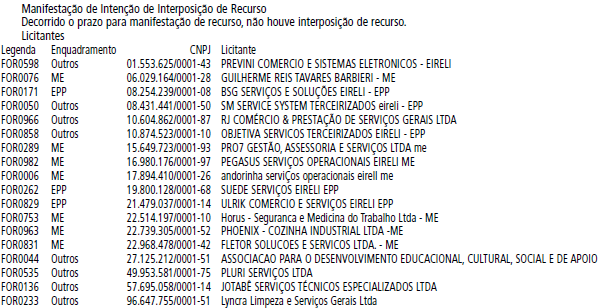 Manifestação de Intenção de Interposição de Recurso
Decorrido o prazo para manifestação de recurso, não houve interposição de recurso.
Licitantes
Legenda Enquadramento CNPJ Licitante
FOR0598 Outros 01.553.625/0001-43 PREVINI COMERCIO E SISTEMAS ELETRONICOS - EIRELI
FOR0076 ME 06.029.164/0001-28 GUILHERME REIS TAVARES BARBIERI - ME
FOR0171 EPP 08.254.239/0001-08 BSG SERVIÇOS E SOLUÇÕES EIRELI - EPP
FOR0050 Outros 08.431.441/0001-50 SM SERVICE SYSTEM TERCEIRIZADOS eireli - EPP
FOR0966 Outros 10.604.862/0001-87 RJ COMÉRCIO & PRESTAÇÃO DE SERVIÇOS GERAIS LTDA
FOR0858 Outros 10.874.523/0001-10 OBJETIVA SERVICOS TERCEIRIZADOS EIRELI - EPP
FOR0289 ME 15.649.723/0001-93 PRO7 GESTÃO, ASSESSORIA E SERVIÇOS LTDA me
FOR0982 ME 16.980.176/0001-97 PEGASUS SERVIÇOS OPERACIONAIS EIRELI ME
FOR0006 ME 17.894.410/0001-26 andorinha serviÇos operacionais eirell me
FOR0262 EPP 19.800.128/0001-68 SUEDE SERVIÇOS EIRELI EPP
FOR0829 EPP 21.479.037/0001-14 ULRIK COMERCIO E SERVIÇOS EIRELI EPP
FOR0753 ME 22.514.197/0001-10 Horus - Seguranca e Medicina do Trabalho Ltda - ME
FOR0963 ME 22.739.305/0001-52 PHOENIX - COZINHA INDUSTRIAL LTDA -ME
FOR0831 ME 22.968.478/0001-42 FLETOR SOLUCOES E SERVICOS LTDA. - ME
FOR0044 Outros 27.125.212/0001-51 ASSOCIACAO PARA O DESENVOLVIMENTO EDUCACIONAL, CULTURAL, SOCIAL E DE APOIO
FOR0535 Outros 49.953.581/0001-75 PLURI SERVIÇOS LTDA
FOR0136 Outros 57.695.058/0001-14 JOTABÊ SERVIÇOS TÉCNICOS ESPECIALIZADOS LTDA
FOR0233 Outros 96.647.755/0001-51 Lyncra Limpeza e Serviços Gerais Ltda